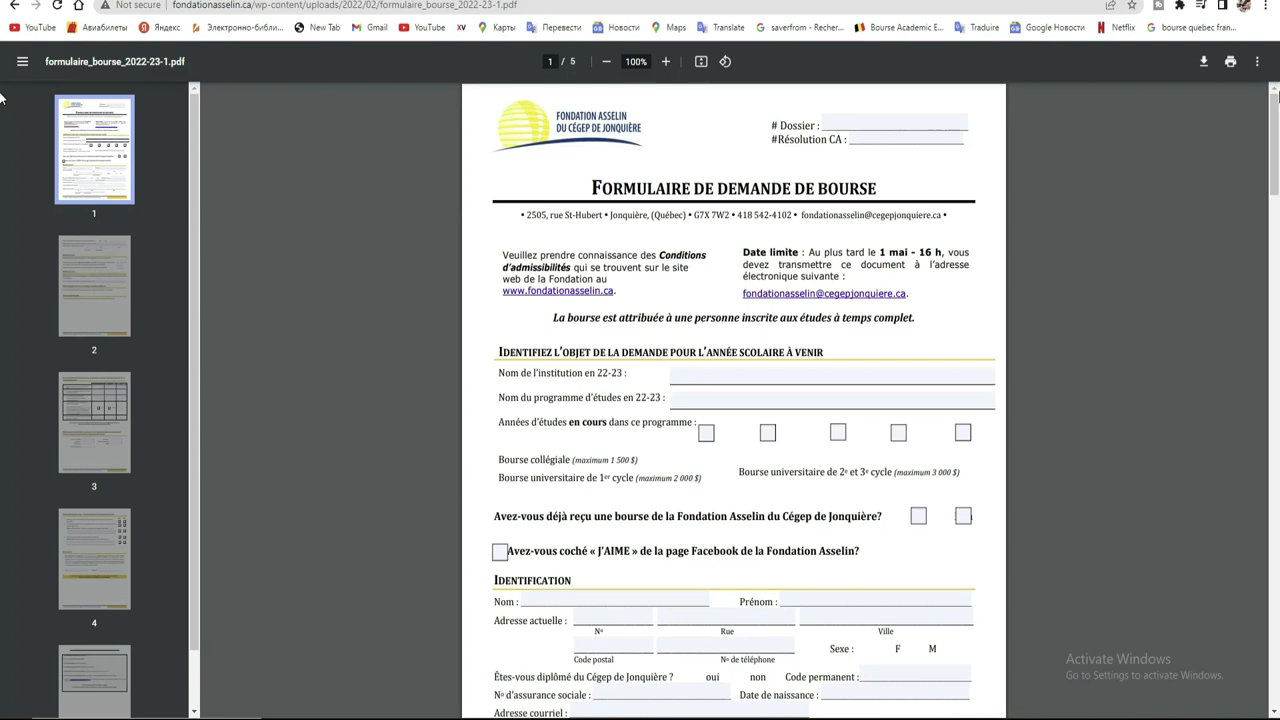 Not secure fondationasselin.ca/wp-content/uploads/2022/02/formulaire_bourse_2022-23-1.pdf
YouTube Авиабилеты Яндекс Электронно-библи... New Tab Gmail YouTube XV Карты Перевести Новости Maps Translate saverfrom - Recher... Bourse Academic E... Traduire Google Новости Netflix bourse quebec fran...
formulaire_bourse_2022-23-1.pdf 1 / 5 100%
1
2
3
4
FONDATION ASSELIN
DU CÉGEP DE JONQUIÈRE
# Dossier :
#Résolution CA :
FORMULAIRE DE DEMANDE DE BOURSE
• 2505, rue St-Hubert • Jonquière, (Québec) • G7X 7W2 • 418 542-4102 • fondationasselin@cegepjonquiere.ca •
Veuillez prendre connaissance des Conditions
d'admissibilités qui se trouvent sur le site
web de la Fondation au
www.fondationasselin.ca.
Date limite : Au plus tard le 1 mai - 16 h, vous
devez transmettre ce document à l'adresse
électronique suivante :
fondationasselin@cegepjonquiere.ca.
La bourse est attribuée à une personne inscrite aux études à temps complet.
IDENTIFIEZ L'OBJET DE LA DEMANDE POUR L'ANNÉE SCOLAIRE À VENIR
Nom de l'institution en 22-23 :
Nom du programme d'études en 22-23 :
Années d'études en cours dans ce programme :
Bourse collégiale (maximum 1 500 $)
Bourse universitaire de 1er cycle (maximum 2 000 $)
Bourse universitaire de 2e et 3e cycle (maximum 3 000 $)
Avez-vous déjà reçu une bourse de la Fondation Asselin du Cégep de Jonquière?
Avez-vous coché « J'AIME » de la page Facebook de la Fondation Asselin?
IDENTIFICATION
Nom : Prénom :
Adresse actuelle :
No Rue Ville
Sexe : F M
Code postal No de téléphone
Êtes-vous diplômé du Cégep de Jonquière ? oui non Code permanent :
No d'assurance sociale : Date de naissance :
Adresse courriel :
Activate Windows
Go to Settings to activate Windows.